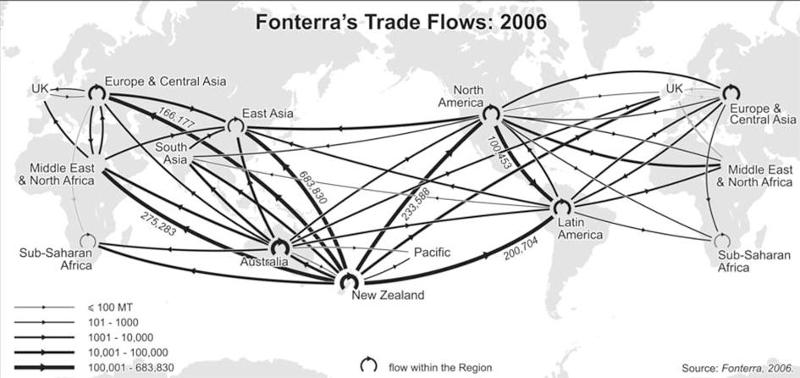 Fonterra's Trade Flows: 2006
UK
Europe & Central Asia
166,177
East Asia
South
Asia
Middle East
& North Africa
275,283
683,830
Sub-Saharan
Africa
Australia
New Zealand
Pacific
North
America
100,453
233,588
200,704
Latin
America
UK
Europe &
Central Asia
Middle East
& North Africa
Sub-Saharan
Africa
⩽ 100 MT
101 - 1000
1001 - 10,000
10,001 - 100,000
100,001 - 683,830
flow within the Region
Source: Fonterra, 2006.